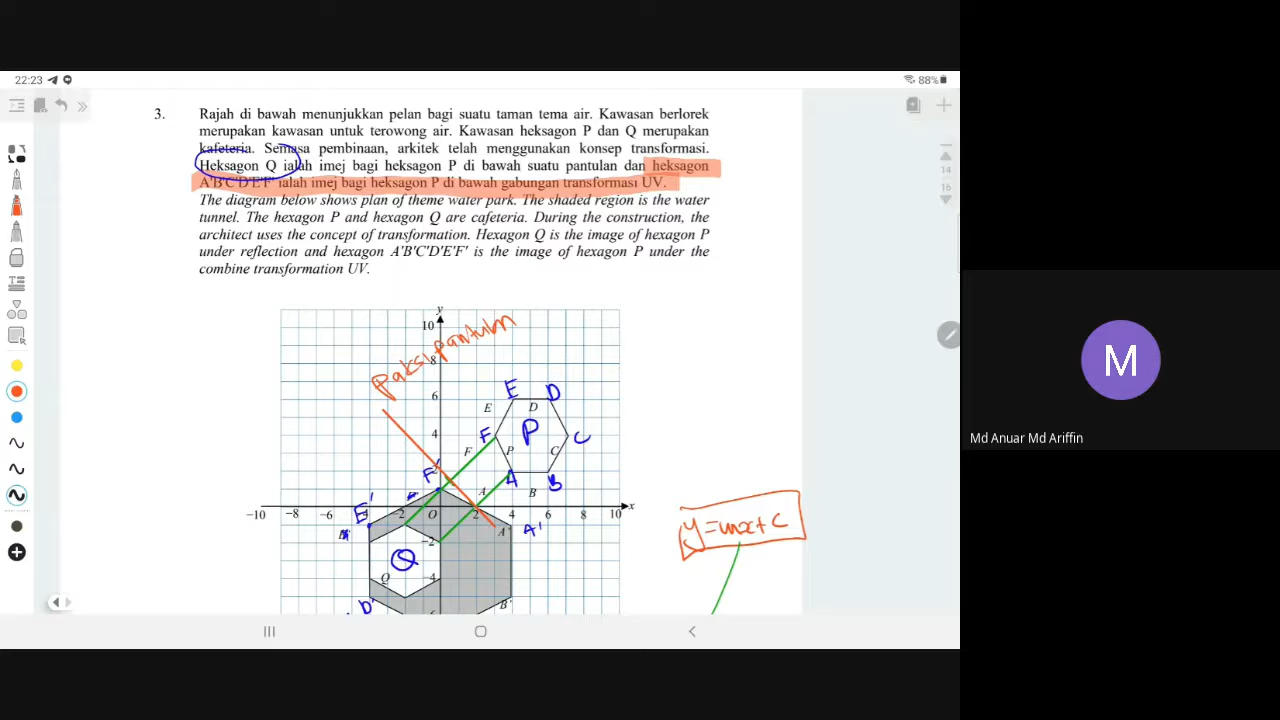 22:23
88%
3. Rajah di bawah menunjukkan pelan bagi suatu taman tema air. Kawasan berlorek
merupakan kawasan untuk terowong air. Kawasan heksagon P dan Q merupakan
kafeteria. Semasa pembinaan, arkitek telah menggunakan konsep transformasi.
Heksagon Q ialah imej bagi heksagon P di bawah suatu pantulan dan heksagon
A'B'C'D'E'F' ialah imej bagi heksagon P di bawah gabungan transformasi UV.
The diagram below shows plan of theme water park. The shaded region is the water
tunnel. The hexagon P and hexagon Q are cafeteria. During the construction, the
architect uses the concept of transformation. Hexagon Q is the image of hexagon P
under reflection and hexagon A'B'C'D'E'F' is the image of hexagon P under the
combine transformation UV.
14
16
y
10
Paksi pantulan
8
6
E D
E D
P
4
F C
F P C
2
F'
A B
A B
-10 -8 -6 -4 -2 O 2 4 6 8 10 x
E'
A' A'
-2
Q
Q -4
D' B'
y=mx+c
M
Md Anuar Md Ariffin